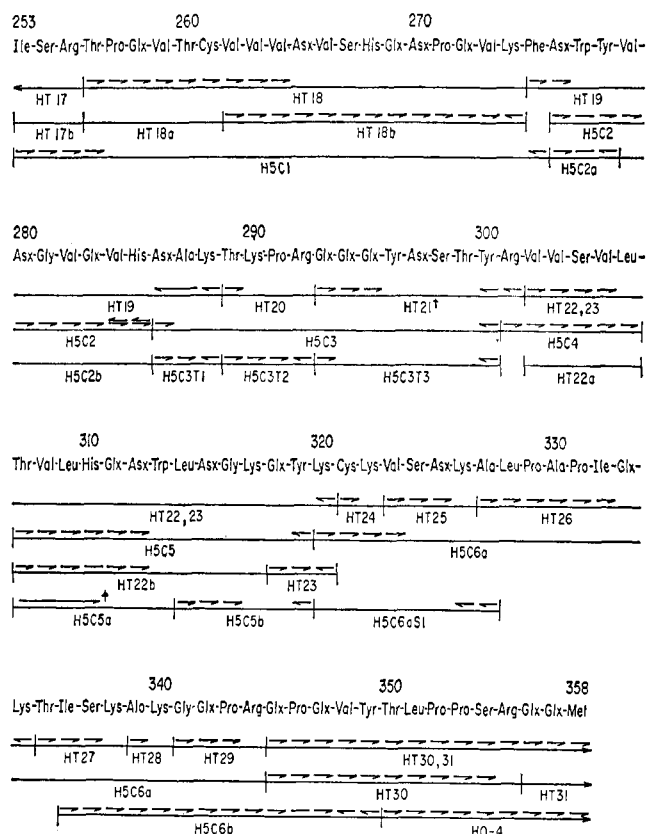 253 260 270
Ile-Ser-Arg-Thr-Pro-Glx-Val-Thr-Cys-Val-Val-Val-Asx-Val-Ser-His-Glx-Asx-Pro-Glx-Val-Lys-Phe-Asx-Trp-Tyr-Val-
HT 17 HT 18 HT 19
HT 17b HT 18a HT 18b H5C2
H5C1 H5C2a
280 290 300
Asx-Gly-Val-Glx-Val-His-Asx-Ala-Lys-Thr-Lys-Pro-Arg-Glx-Glx-Glx-Tyr-Asx-Ser-Thr-Tyr-Arg-Val-Val-Ser-Val-Leu-
HT19 HT20 HT21† HT22,23
H5C2 H5C3 H5C4
H5C2b H5C3T1 H5C3T2 H5C3T3 HT22a
310 320 330
Thr-Val-Leu-His-Glx-Asx-Trp-Leu-Asx-Gly-Lys-Glx-Tyr-Lys-Cys-Lys-Val-Ser-Asx-Lys-Ala-Leu-Pro-Ala-Pro-Ile-Glx-
HT22,23 HT24 HT25 HT26
H5C5 H5C6a
HT22b HT23
H5C5a H5C5b H5C6aS1
340 350 358
Lys-Thr-Ile-Ser-Lys-Ala-Lys-Gly-Glx-Pro-Arg-Glx-Pro-Glx-Val-Tyr-Thr-Leu-Pro-Pro-Ser-Arg-Glx-Glx-Met
HT27 HT28 HT29 HT30,31
H5C6a HT30 HT31
H5C6b HQ-4